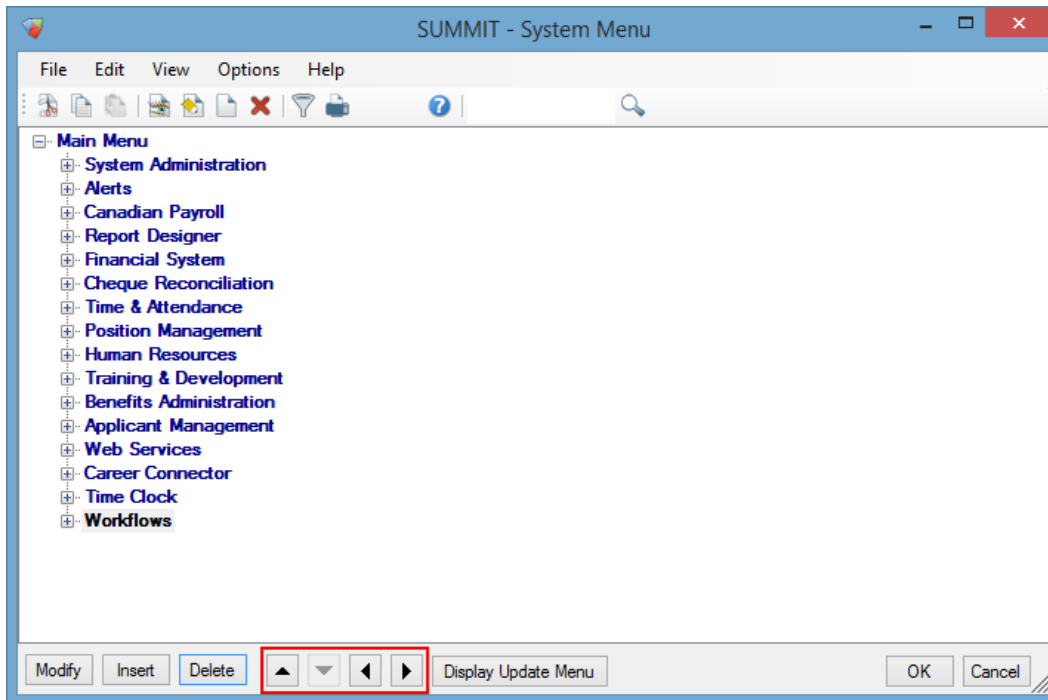 SUMMIT - System Menu
File Edit View Options Help
Main Menu
System Administration
Alerts
Canadian Payroll
Report Designer
Financial System
Cheque Reconciliation
Time & Attendance
Position Management
Human Resources
Training & Development
Benefits Administration
Applicant Management
Web Services
Career Connector
Time Clock
Workflows
Modify Insert Delete Display Update Menu OK Cancel